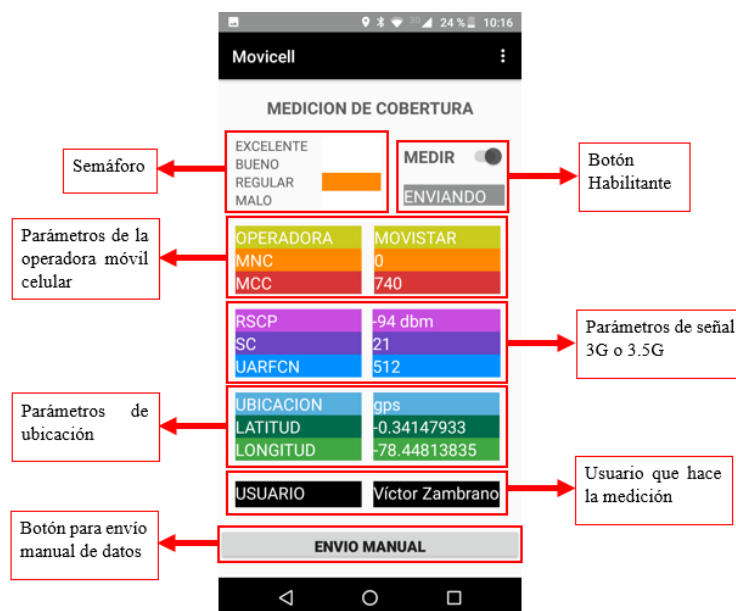 3G 24 % 10:16
Movicell
MEDICION DE COBERTURA
Semáforo
EXCELENTE
BUENO
REGULAR
MALO
MEDIR
ENVIANDO
Botón
Habilitante
Parámetros de la
operadora móvil
celular
OPERADORA MOVISTAR
MNC 0
MCC 740
RSCP -94 dbm
SC 21
UARFCN 512
Parámetros de señal
3G o 3.5G
Parámetros de
ubicación
UBICACION gps
LATITUD -0.34147933
LONGITUD -78.44813835
USUARIO Víctor Zambrano
Usuario que hace
la medición
Botón para envío
manual de datos
ENVIO MANUAL